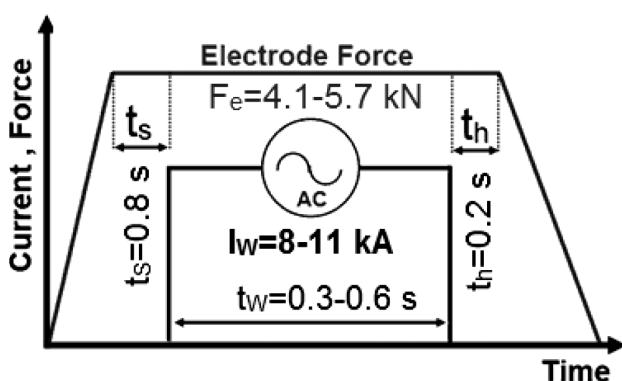 Electrode Force
Fe=4.1-5.7 kN
ts
th
AC
Iw=8-11 kA
tw=0.3-0.6 s
ts=0.8 s
th=0.2 s
Current , Force
Time